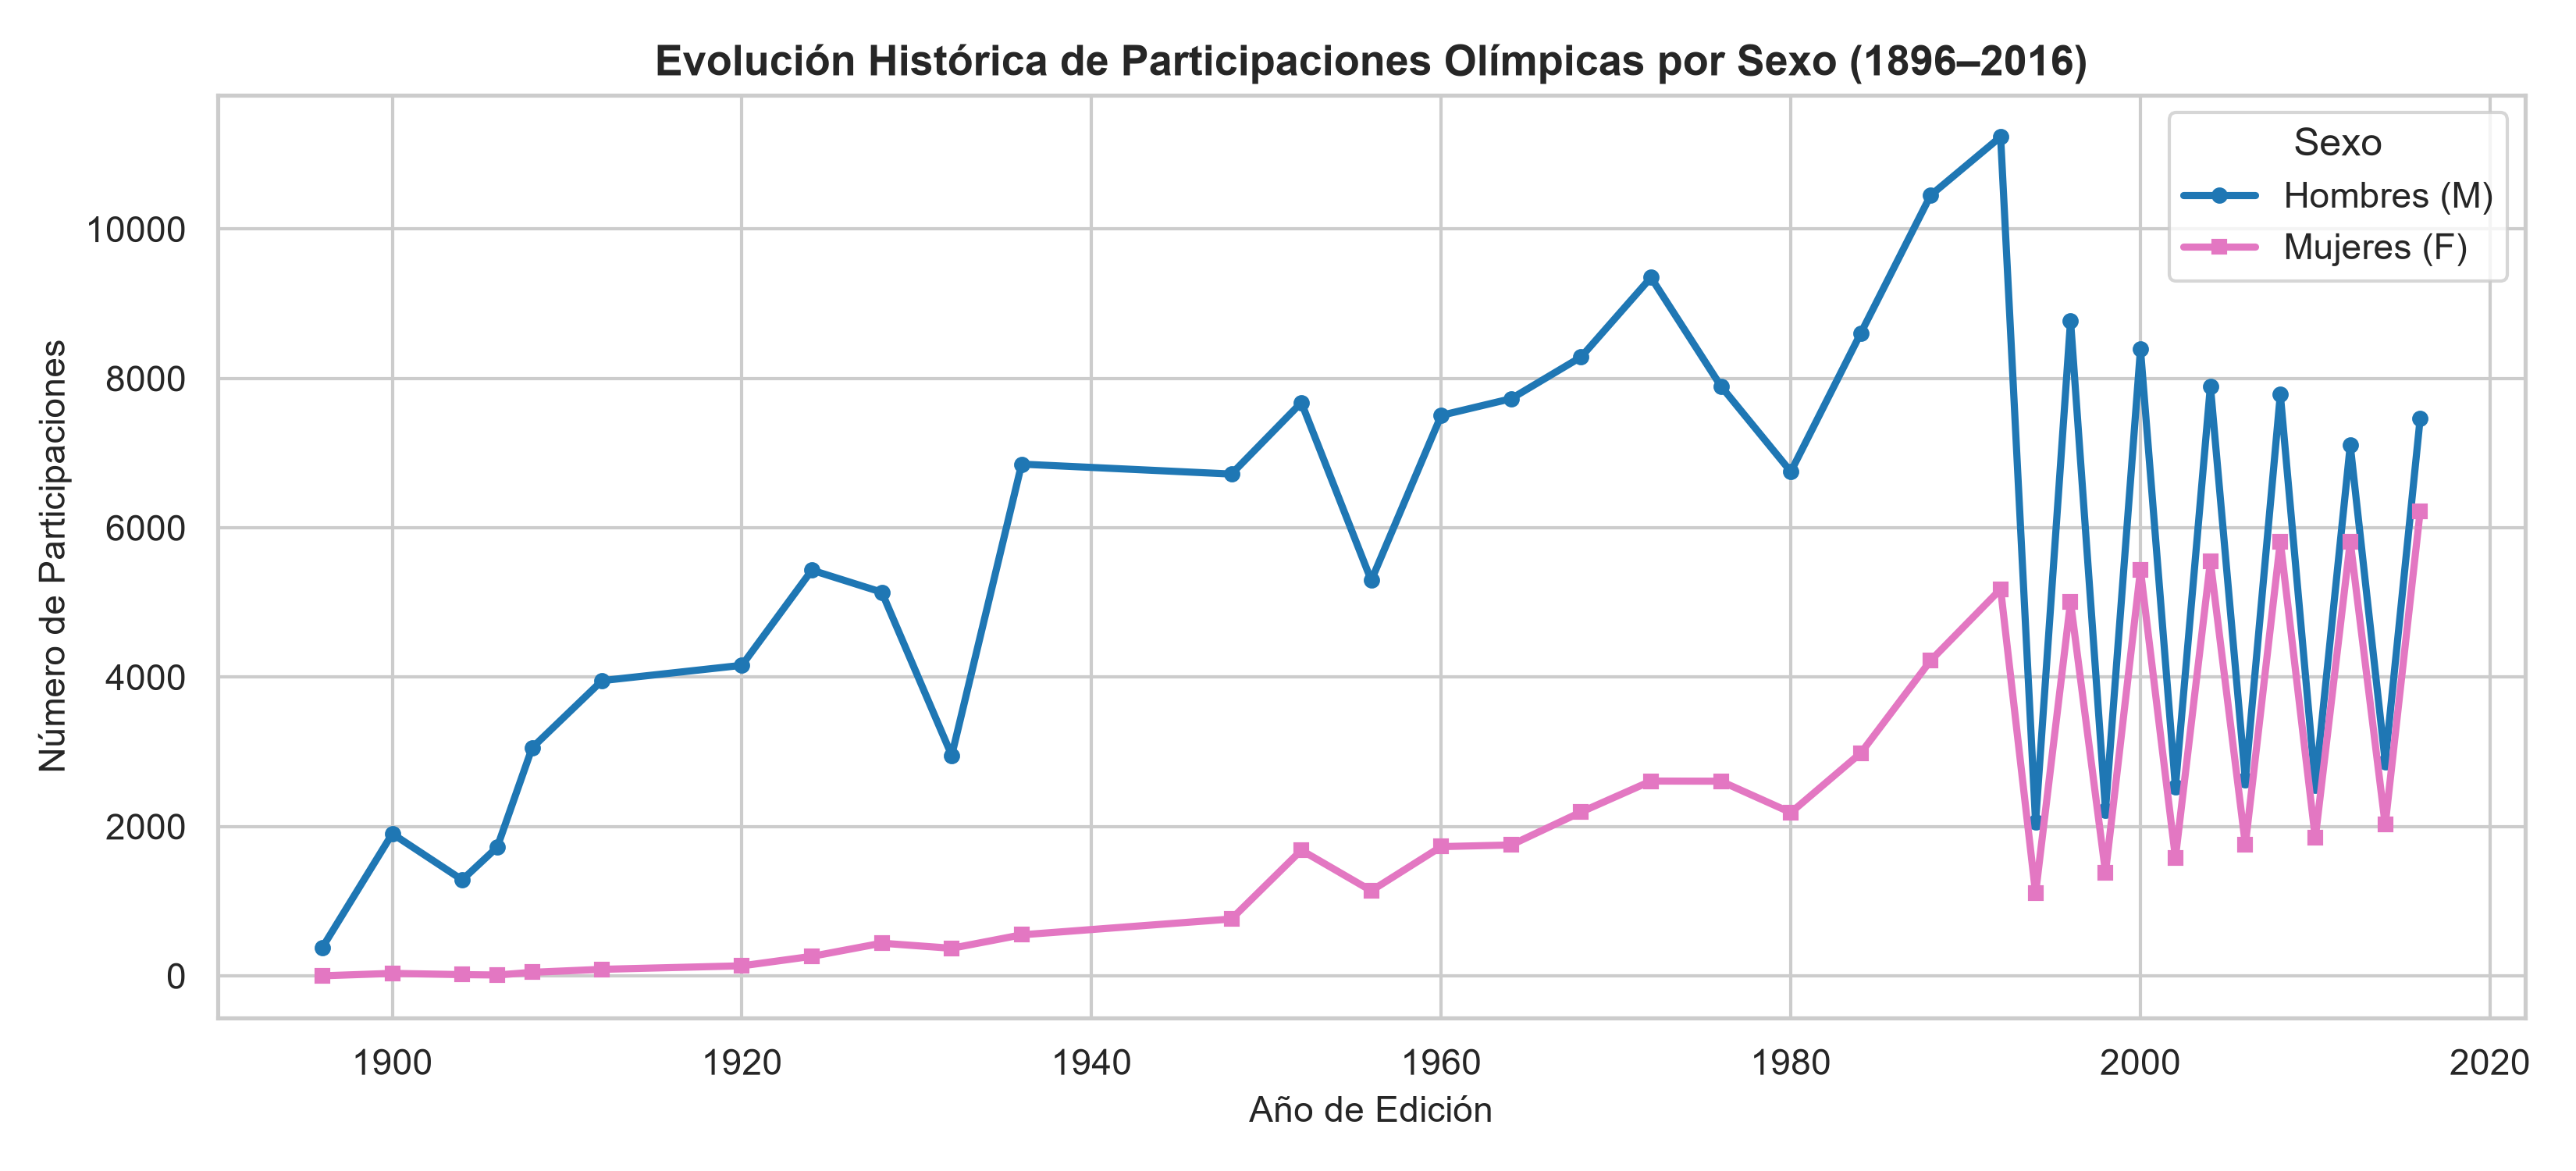 Evolución Histórica de Participaciones Olímpicas por Sexo (1896–2016)
Sexo
Hombres (M)
Mujeres (F)
Número de Participaciones
10000
8000
6000
4000
2000
0
1900
1920
1940
1960
1980
2000
2020
Año de Edición